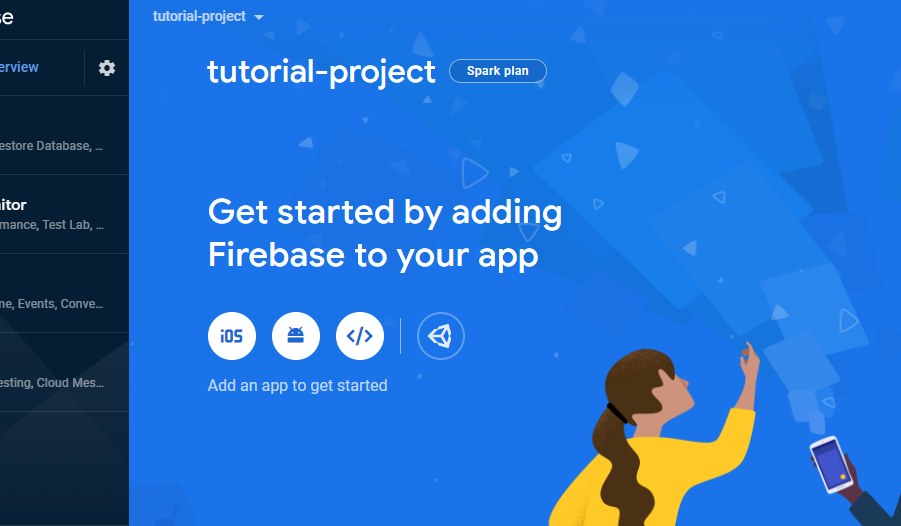 se
erview
estore Database, ...
itor
mance, Test Lab, ...
ne, Events, Conve...
esting, Cloud Mes...
tutorial-project
tutorial-project
Spark plan
Get started by adding
Firebase to your app
iOS
</>
Add an app to get started